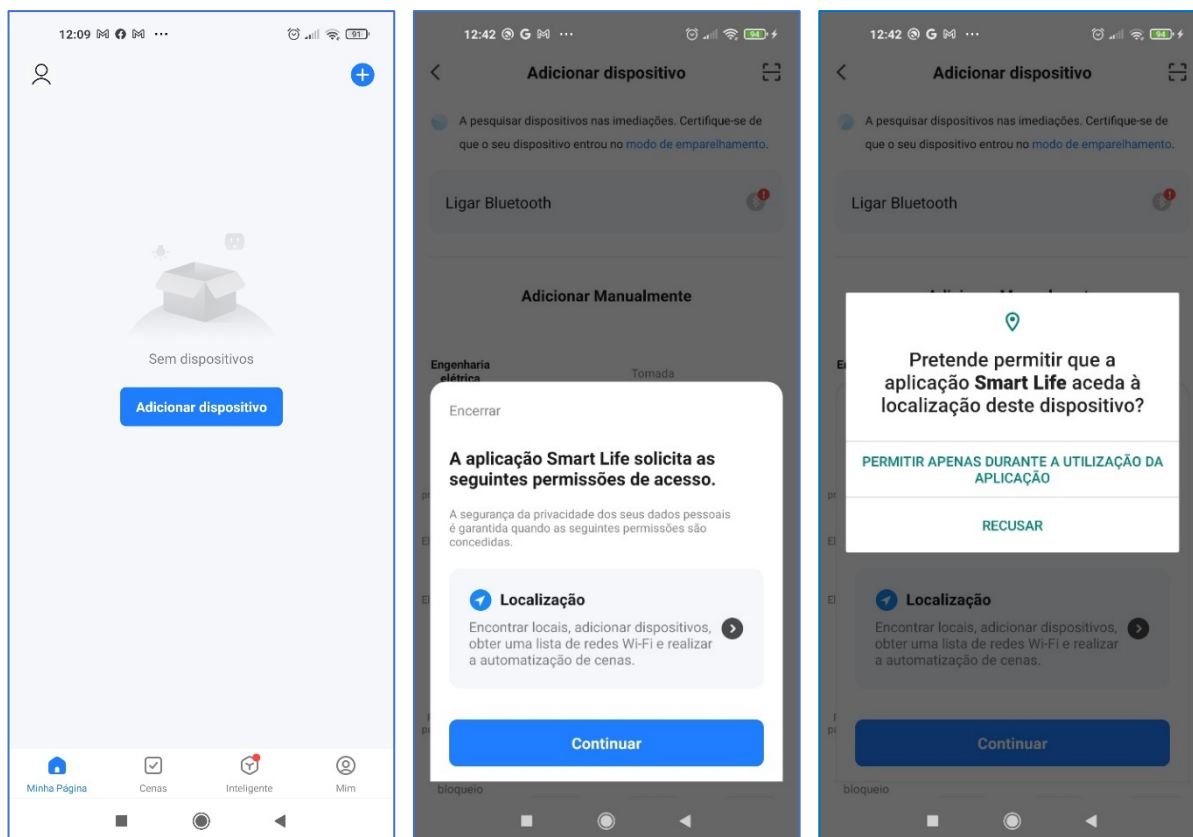 12:09
91
Sem dispositivos
Adicionar dispositivo
Minha Página
Cenas
Inteligente
Mim
12:42
94
Adicionar dispositivo
A pesquisar dispositivos nas imediações. Certifique-se de
que o seu dispositivo entrou no modo de emparelhamento.
Ligar Bluetooth
Adicionar Manualmente
Engenharia
elétrica
Tomada
Encerrar
A aplicação Smart Life solicita as
seguintes permissões de acesso.
A segurança da privacidade dos seus dados pessoais
é garantida quando as seguintes permissões são
concedidas.
Localização
Encontrar locais, adicionar dispositivos,
obter uma lista de redes Wi-Fi e realizar
a automatização de cenas.
Continuar
bloqueio
12:42
94
Adicionar dispositivo
A pesquisar dispositivos nas imediações. Certifique-se de
que o seu dispositivo entrou no modo de emparelhamento.
Ligar Bluetooth
Pretende permitir que a
aplicação Smart Life aceda à
localização deste dispositivo?
PERMITIR APENAS DURANTE A UTILIZAÇÃO DA
APLICAÇÃO
RECUSAR
Localização
Encontrar locais, adicionar dispositivos,
obter uma lista de redes Wi-Fi e realizar
a automatização de cenas.
Continuar
bloqueio